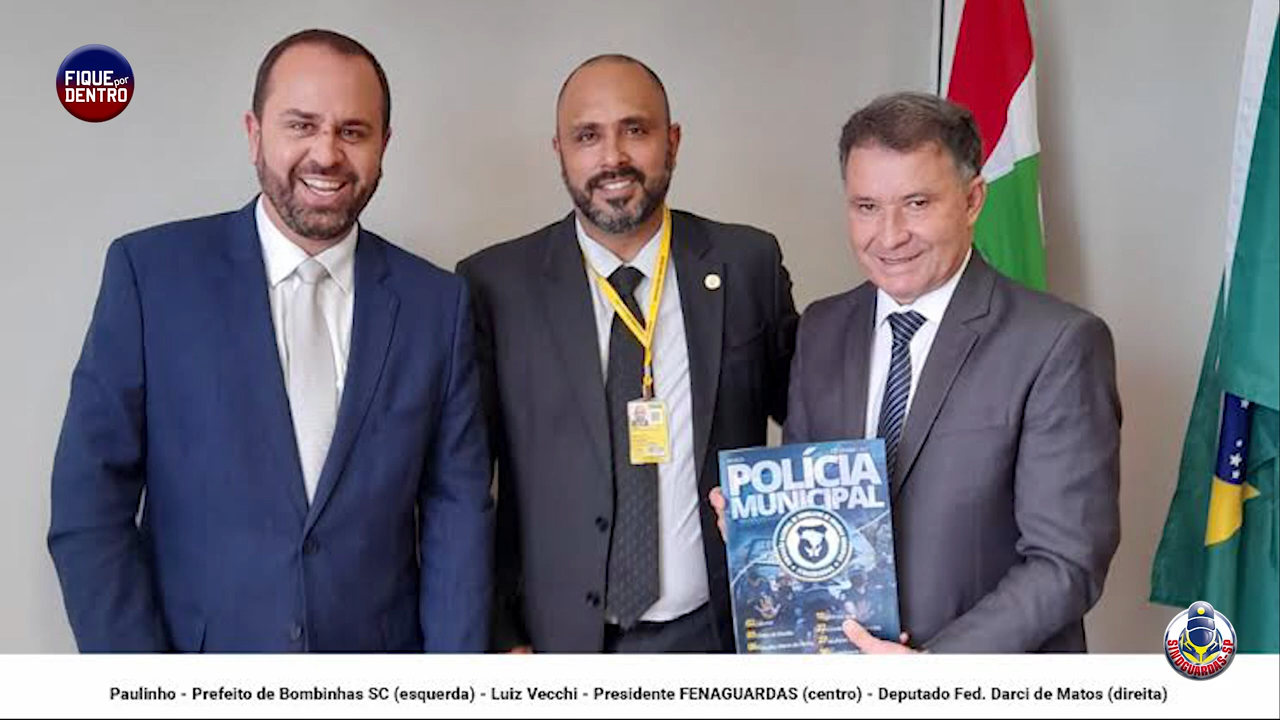 FIQUE por
DENTRO
POLÍCIA
MUNICIPAL
SINDGUARDAS-SP
Paulinho - Prefeito de Bombinhas SC (esquerda) - Luiz Vecchi - Presidente FENAGUARDAS (centro) - Deputado Fed. Darci de Matos (direita)